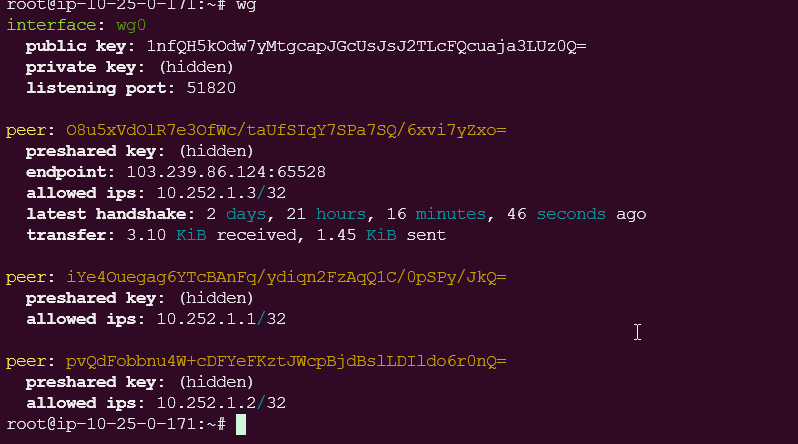 root@ip-10-25-0-171:~# wg
interface: wg0
  public key: 1nfQH5kOdw7yMtgcapJGcUsJsJ2TLcFQcuaja3LUz0Q=
  private key: (hidden)
  listening port: 51820

peer: O8u5xVdOlR7e3OfWc/taUfSIqY7SPa7SQ/6xvi7yZxo=
  preshared key: (hidden)
  endpoint: 103.239.86.124:65528
  allowed ips: 10.252.1.3/32
  latest handshake: 2 days, 21 hours, 16 minutes, 46 seconds ago
  transfer: 3.10 KiB received, 1.45 KiB sent

peer: iYe4Ouegag6YTcBAnFq/ydiqn2FzAqQ1C/0pSPy/JkQ=
  preshared key: (hidden)
  allowed ips: 10.252.1.1/32

peer: pvQdFobbnu4W+cDFYeFKztJWcpBjdBslLDIldo6r0nQ=
  preshared key: (hidden)
  allowed ips: 10.252.1.2/32
root@ip-10-25-0-171:~#